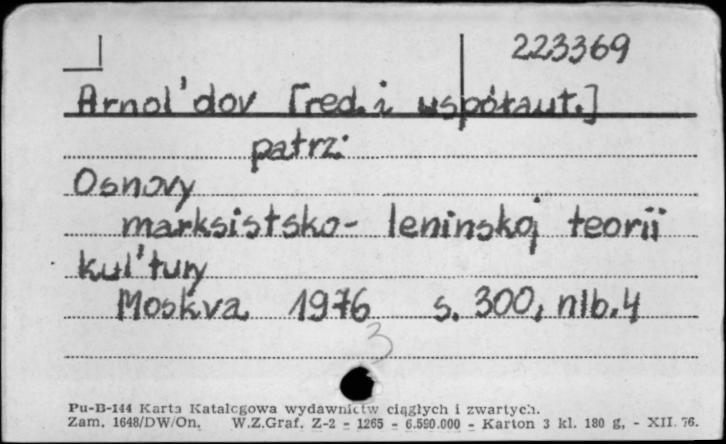 223369
Arnol'dov [red. i współaut.]
patrz:
Osnovy
marksistsko- leninskoj teorii
kul'tury
Moskva 1976 s. 300, nlb. 4
3
Pu-B-144 Karta Katalogowa wydawnictw ciągłych i zwartych.
Zam. 1648/DW/On. W.Z.Graf. Z-2 - 1265 - 6.590.000 - Karton 3 kl. 180 g, - XII. 76.